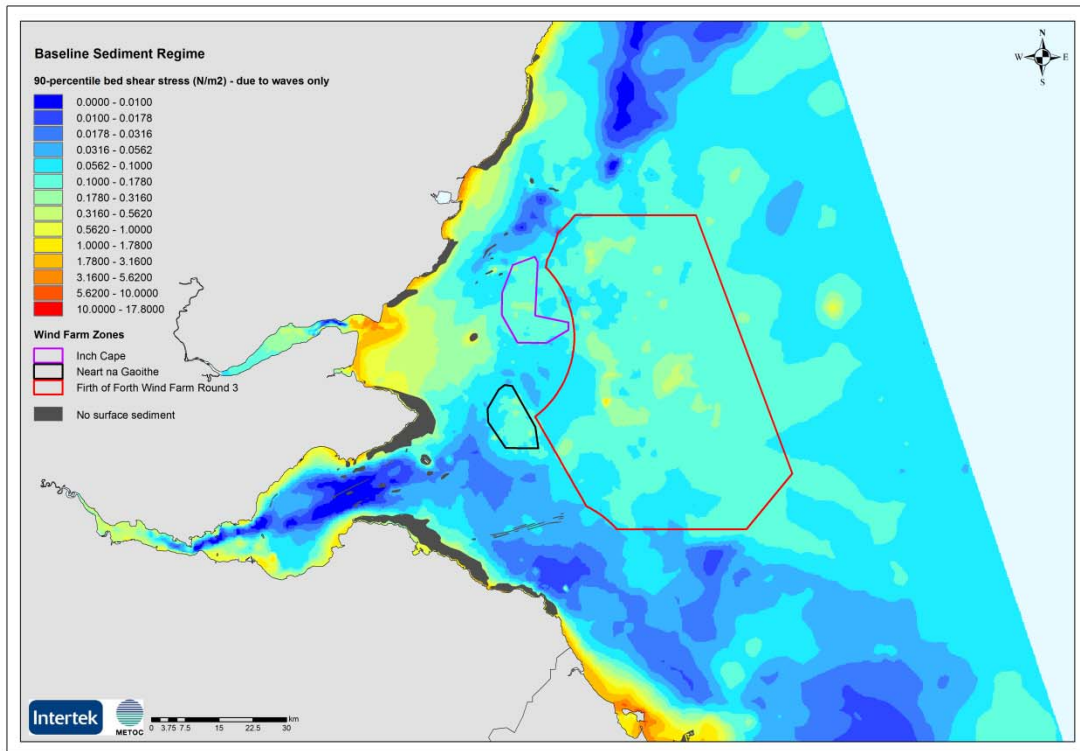 Baseline Sediment Regime
90-percentile bed shear stress (N/m2) - due to waves only
0.0000 - 0.0100
0.0100 - 0.0178
0.0178 - 0.0316
0.0316 - 0.0562
0.0562 - 0.1000
0.1000 - 0.1780
0.1780 - 0.3160
0.3160 - 0.5620
0.5620 - 1.0000
1.0000 - 1.7800
1.7800 - 3.1600
3.1600 - 5.6200
5.6200 - 10.0000
10.0000 - 17.8000
Wind Farm Zones
Inch Cape
Neart na Gaoithe
Firth of Forth Wind Farm Round 3
No surface sediment
N
W E
S
Intertek
METOC
km
0 3.75 7.5 15 22.5 30